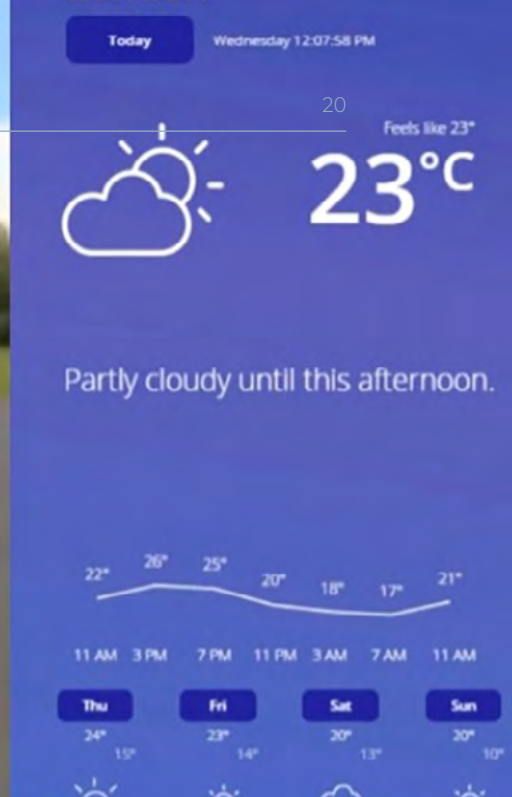 Today
Wednesday 12:07:58 PM
20
Feels like 23°
23°C
Partly cloudy until this afternoon.
22° 26° 25° 20° 18° 17° 21°
11 AM 3 PM 7 PM 11 PM 3 AM 7 AM 11 AM
Thu Fri Sat Sun
24° 23° 20° 20°
15° 14° 13° 10°